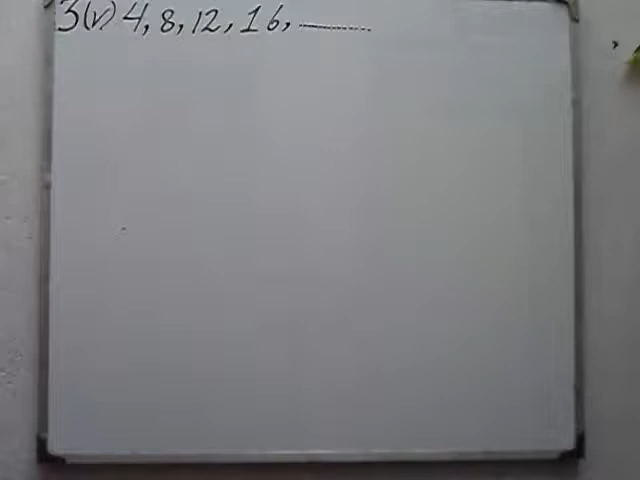 3(v) 4, 8, 12, 16, ............